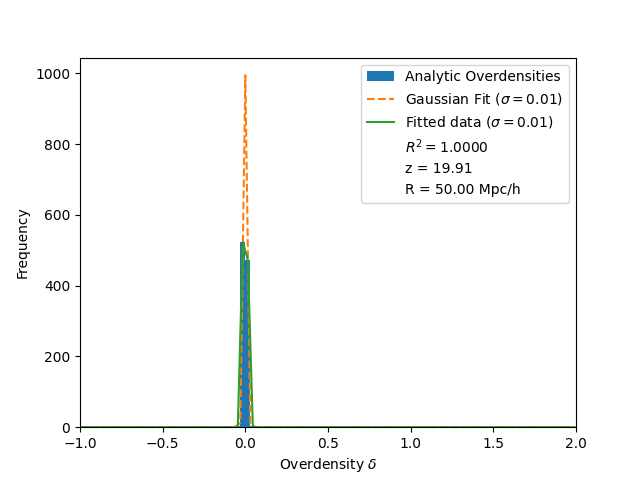 1000
800
600
400
200
0
Frequency
−1.0 −0.5 0.0 0.5 1.0 1.5 2.0
Overdensity δ
Analytic Overdensities
Gaussian Fit (σ = 0.01)
Fitted data (σ = 0.01)
R² = 1.0000
z = 19.91
R = 50.00 Mpc/h